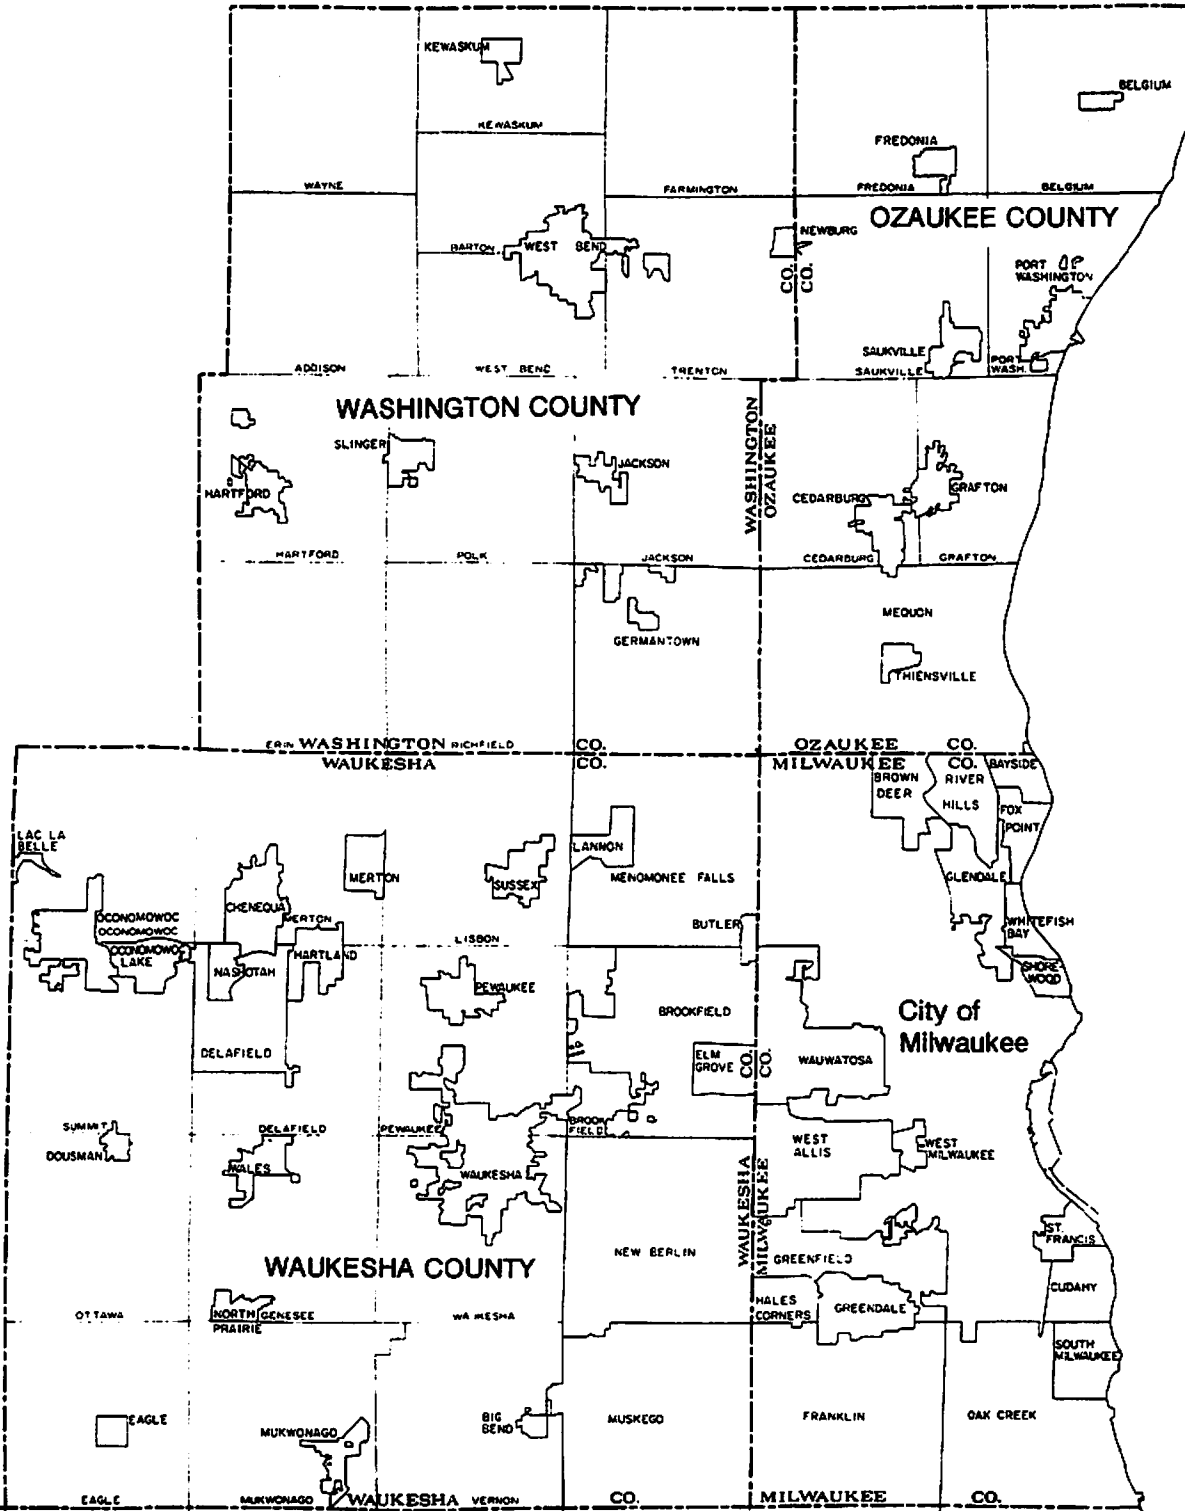 KEWASKUM
BELGIUM
KEWASKUM
FREDONIA
WAYNE
FARMINGTON
FREDONIA
BELGIUM
OZAUKEE COUNTY
BARTON
WEST BEND
NEWBURG
CO.
CO.
PORT
WASHINGTON
SAUKVILLE
SAUKVILLE
PORT
WASH.
ADDISON
WEST BEND
TRENTON
WASHINGTON COUNTY
WASHINGTON
OZAUKEE
SLINGER
JACKSON
HARTFORD
CEDARBURG
GRAFTON
HARTFORD
POLK
JACKSON
CEDARBURG
GRAFTON
MEQUON
GERMANTOWN
THIENSVILLE
ERIN WASHINGTON RICHFIELD CO.
OZAUKEE CO.
WAUKESHA CO.
MILWAUKEE CO.
BAYSIDE
BROWN
DEER
RIVER
HILLS
FOX
POINT
LAC LA
BELLE
LANNON
MERTON
SUSSEX
MENOMONEE FALLS
GLENDALE
CHENEQUA
MERTON
OCONOMOWOC
OCONOMOWOC
OCONOMOWOC
LAKE
BUTLER
WHITEFISH
BAY
LISBON
HARTLAND
NASHOTAH
SHORE
WOOD
PEWAUKEE
BROOKFIELD
City of
Milwaukee
DELAFIELD
ELM
GROVE
CO.
CO.
WAUWATOSA
SUMMIT
DOUSMAN
DELAFIELD
PEWAUKEE
BROOK
FIELD
WALES
WAUKESHA
WEST
ALLIS
WEST
MILWAUKEE
WAUKESHA
MILWAUKEE
ST.
FRANCIS
NEW BERLIN
GREENFIELD
WAUKESHA COUNTY
CUDAHY
HALES
CORNERS
GREENDALE
OTTAWA
NORTH
PRAIRIE
GENESEE
WAUKESHA
SOUTH
MILWAUKEE
EAGLE
MUKWONAGO
BIG
BEND
MUSKEGO
FRANKLIN
OAK CREEK
EAGLE
MUKWONAGO
WAUKESHA VERNON CO.
MILWAUKEE CO.